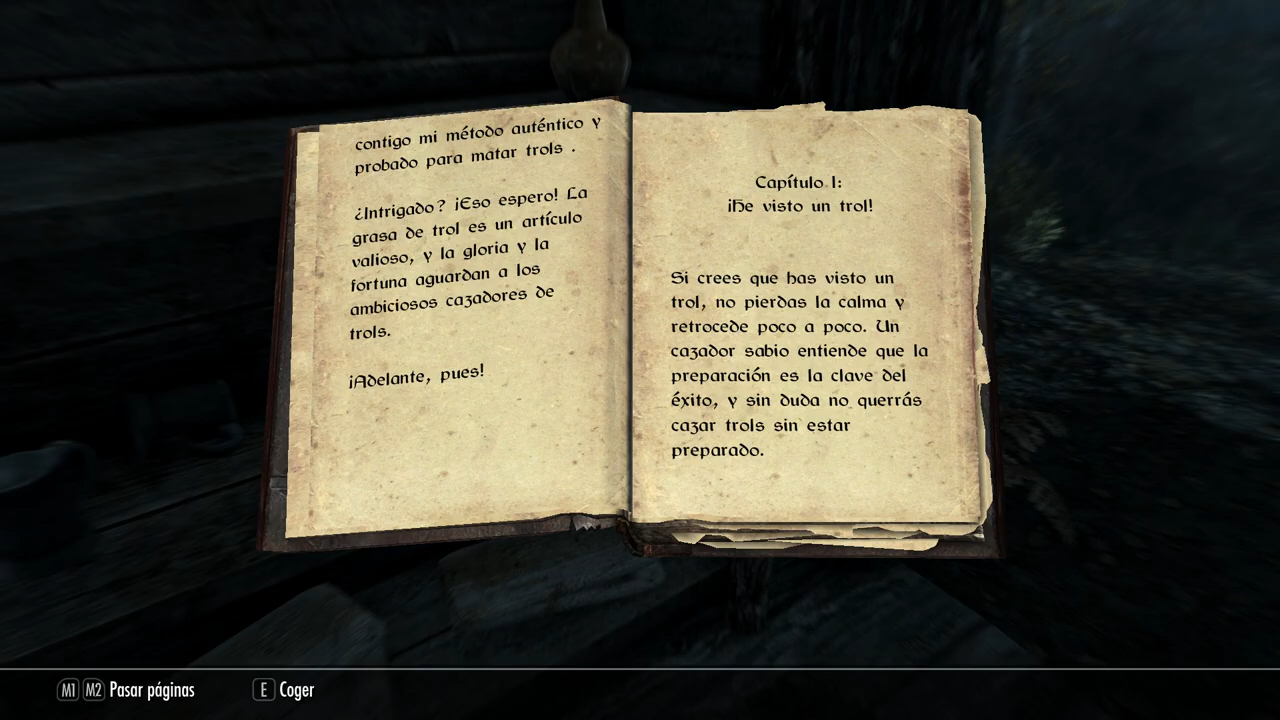 contigo mi método auténtico y
probado para matar trols .
¿Intrigado? ¡Eso espero! La
grasa de trol es un artículo
valioso, y la gloria y la
fortuna aguardan a los
ambiciosos cazadores de
trols.
¡Adelante, pues!
Capítulo I:
¡He visto un trol!
Si crees que has visto un
trol, no pierdas la calma y
retrocede poco a poco. Un
cazador sabio entiende que la
preparación es la clave del
éxito, y sin duda no querrás
cazar trols sin estar
preparado.
M1 M2 Pasar páginas E Coger